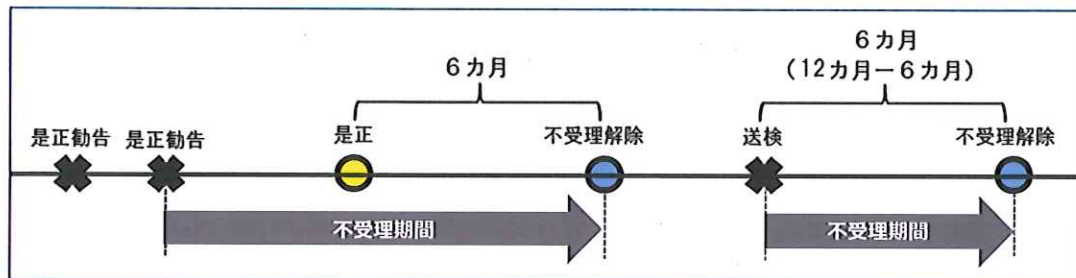 6カ月
6カ月
(12カ月ー6カ月)
是正勧告 是正勧告 是正 不受理解除 送検 不受理解除
不受理期間 不受理期間